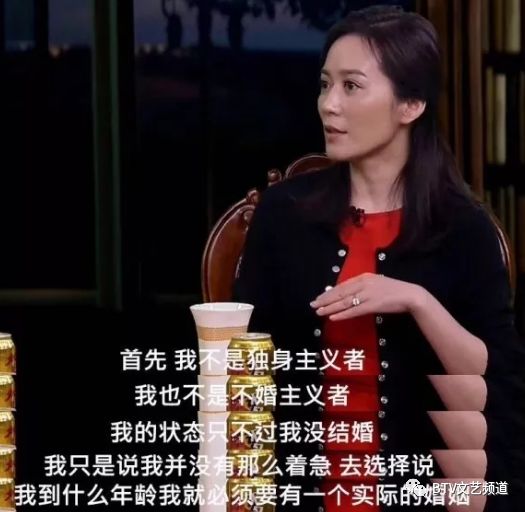 首先 我不是独身主义者
我也不是不婚主义者
我的状态只不过我没结婚
我只是说我并没有那么着急 去选择说
我到什么年龄我就必须要有一个实际的婚姻
BTV文艺频道